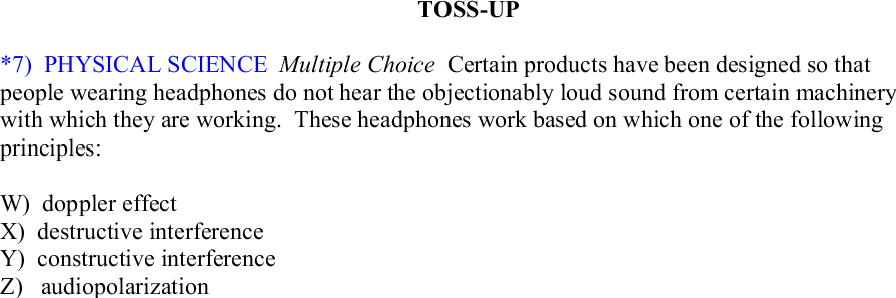 TOSS-UP
*7) PHYSICAL SCIENCE Multiple Choice Certain products have been designed so that
people wearing headphones do not hear the objectionably loud sound from certain machinery
with which they are working. These headphones work based on which one of the following
principles:
W) doppler effect
X) destructive interference
Y) constructive interference
Z) audiopolarization